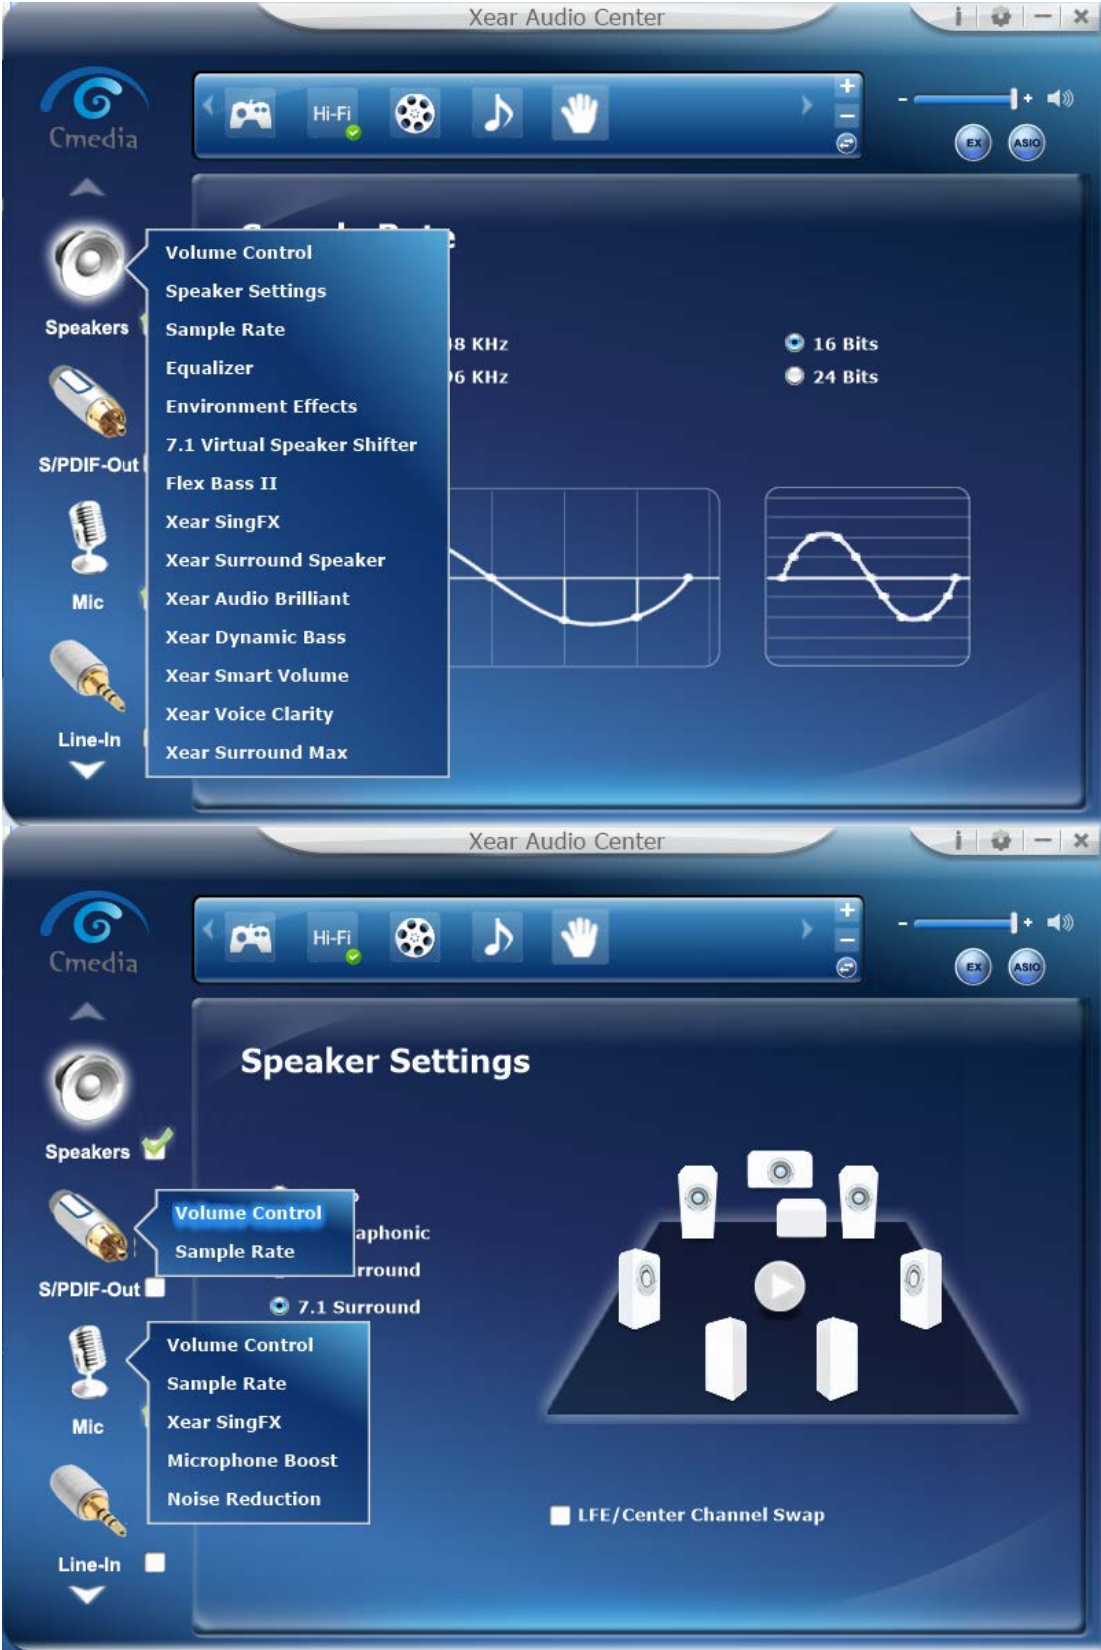 Xear Audio Center
i
Cmedia
Hi-Fi
EX
ASIO
Volume Control
Speaker Settings
Speakers
Sample Rate
KHz
16 Bits
Equalizer
KHz
24 Bits
Environment Effects
7.1 Virtual Speaker Shifter
S/PDIF-Out
Flex Bass II
Xear SingFX
Xear Surround Speaker
Mic
Xear Audio Brilliant
Xear Dynamic Bass
Xear Smart Volume
Xear Voice Clarity
Line-In
Xear Surround Max
Xear Audio Center
i
Cmedia
Hi-Fi
EX
ASIO
Speaker Settings
Speakers
Volume Control
aphonic
Sample Rate
rround
S/PDIF-Out
7.1 Surround
Volume Control
Sample Rate
Mic
Xear SingFX
Microphone Boost
Noise Reduction
LFE/Center Channel Swap
Line-In